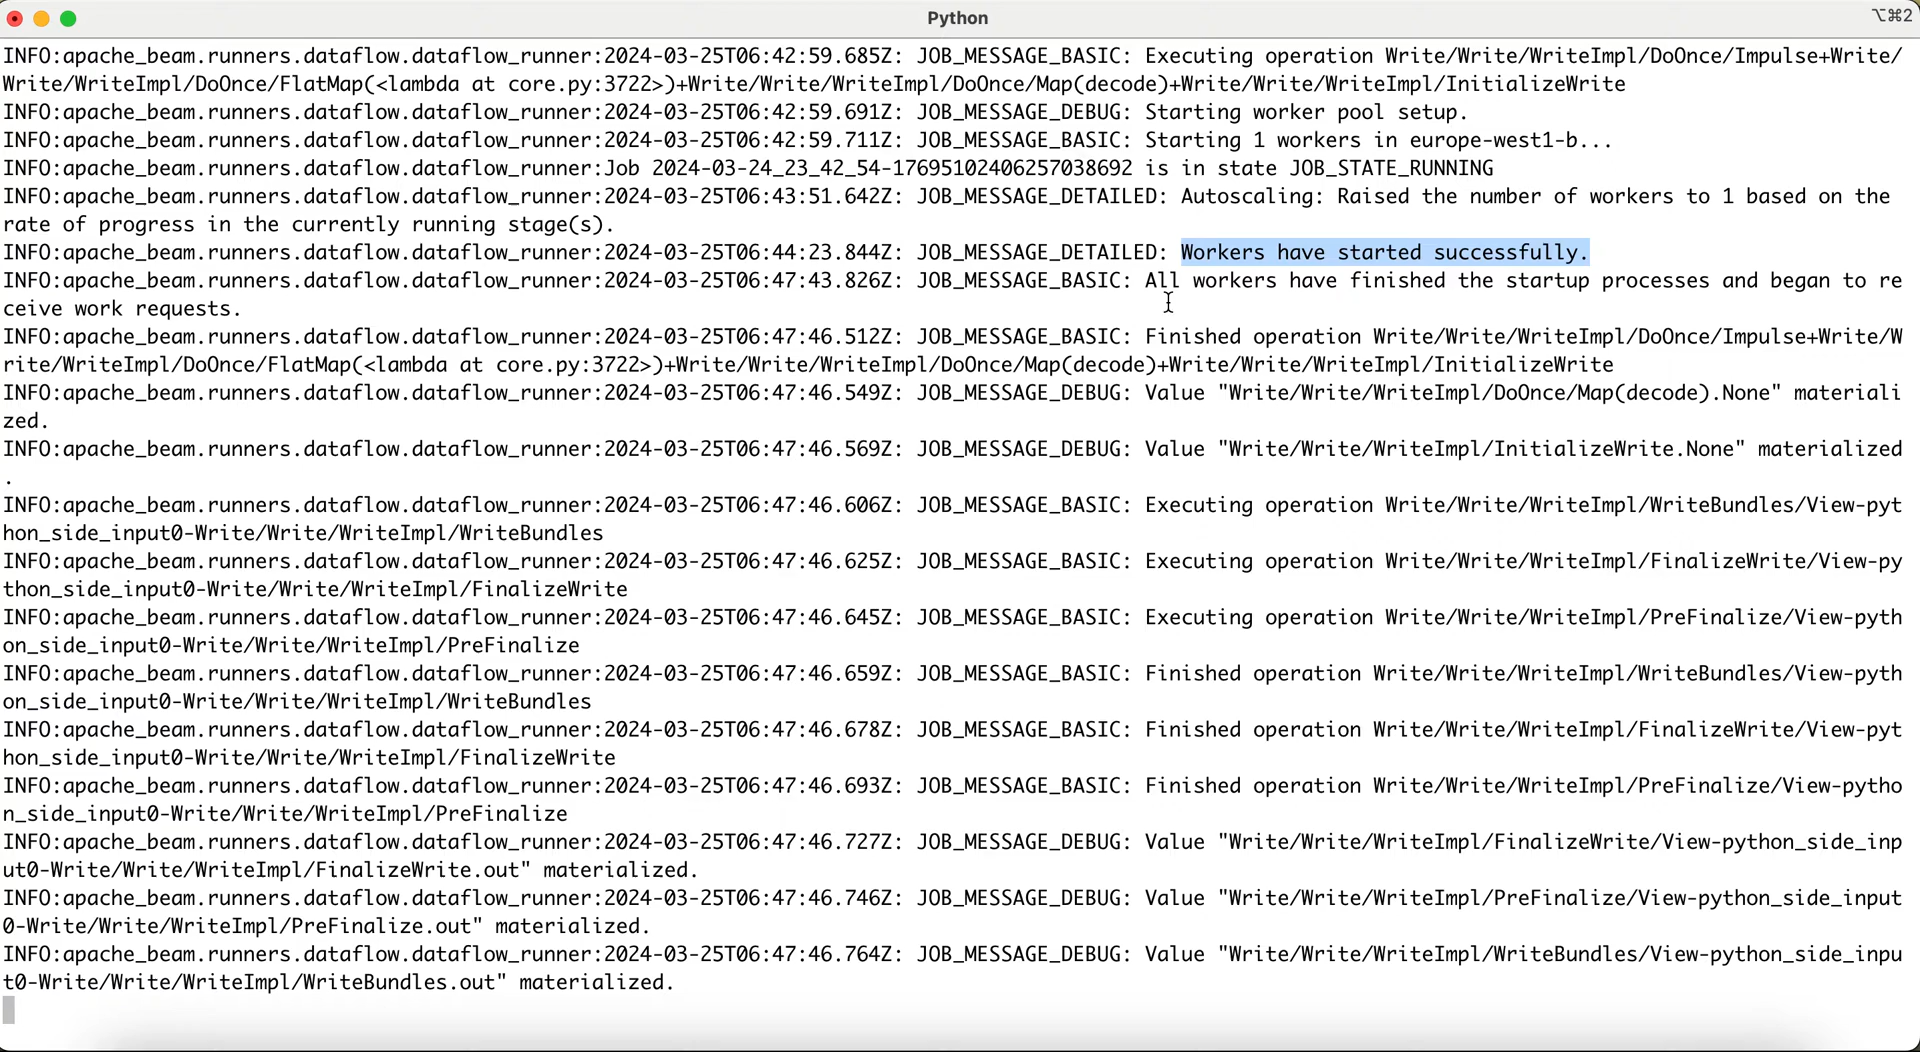 Python
⌥⌘2
INFO:apache_beam.runners.dataflow.dataflow_runner:2024-03-25T06:42:59.685Z: JOB_MESSAGE_BASIC: Executing operation Write/Write/WriteImpl/DoOnce/Impulse+Write/
Write/WriteImpl/DoOnce/FlatMap(<lambda at core.py:3722>)+Write/Write/WriteImpl/DoOnce/Map(decode)+Write/Write/WriteImpl/InitializeWrite
INFO:apache_beam.runners.dataflow.dataflow_runner:2024-03-25T06:42:59.691Z: JOB_MESSAGE_DEBUG: Starting worker pool setup.
INFO:apache_beam.runners.dataflow.dataflow_runner:2024-03-25T06:42:59.711Z: JOB_MESSAGE_BASIC: Starting 1 workers in europe-west1-b...
INFO:apache_beam.runners.dataflow.dataflow_runner:Job 2024-03-24_23_42_54-17695102406257038692 is in state JOB_STATE_RUNNING
INFO:apache_beam.runners.dataflow.dataflow_runner:2024-03-25T06:43:51.642Z: JOB_MESSAGE_DETAILED: Autoscaling: Raised the number of workers to 1 based on the
rate of progress in the currently running stage(s).
INFO:apache_beam.runners.dataflow.dataflow_runner:2024-03-25T06:44:23.844Z: JOB_MESSAGE_DETAILED: Workers have started successfully.
INFO:apache_beam.runners.dataflow.dataflow_runner:2024-03-25T06:47:43.826Z: JOB_MESSAGE_BASIC: All workers have finished the startup processes and began to re
ceive work requests.
INFO:apache_beam.runners.dataflow.dataflow_runner:2024-03-25T06:47:46.512Z: JOB_MESSAGE_BASIC: Finished operation Write/Write/WriteImpl/DoOnce/Impulse+Write/W
rite/WriteImpl/DoOnce/FlatMap(<lambda at core.py:3722>)+Write/Write/WriteImpl/DoOnce/Map(decode)+Write/Write/WriteImpl/InitializeWrite
INFO:apache_beam.runners.dataflow.dataflow_runner:2024-03-25T06:47:46.549Z: JOB_MESSAGE_DEBUG: Value "Write/Write/WriteImpl/DoOnce/Map(decode).None" materiali
zed.
INFO:apache_beam.runners.dataflow.dataflow_runner:2024-03-25T06:47:46.569Z: JOB_MESSAGE_DEBUG: Value "Write/Write/WriteImpl/InitializeWrite.None" materialized
.
INFO:apache_beam.runners.dataflow.dataflow_runner:2024-03-25T06:47:46.606Z: JOB_MESSAGE_BASIC: Executing operation Write/Write/WriteImpl/WriteBundles/View-pyt
hon_side_input0-Write/Write/WriteImpl/WriteBundles
INFO:apache_beam.runners.dataflow.dataflow_runner:2024-03-25T06:47:46.625Z: JOB_MESSAGE_BASIC: Executing operation Write/Write/WriteImpl/FinalizeWrite/View-py
thon_side_input0-Write/Write/WriteImpl/FinalizeWrite
INFO:apache_beam.runners.dataflow.dataflow_runner:2024-03-25T06:47:46.645Z: JOB_MESSAGE_BASIC: Executing operation Write/Write/WriteImpl/PreFinalize/View-pyth
on_side_input0-Write/Write/WriteImpl/PreFinalize
INFO:apache_beam.runners.dataflow.dataflow_runner:2024-03-25T06:47:46.659Z: JOB_MESSAGE_BASIC: Finished operation Write/Write/WriteImpl/WriteBundles/View-pyth
on_side_input0-Write/Write/WriteImpl/WriteBundles
INFO:apache_beam.runners.dataflow.dataflow_runner:2024-03-25T06:47:46.678Z: JOB_MESSAGE_BASIC: Finished operation Write/Write/WriteImpl/FinalizeWrite/View-pyt
hon_side_input0-Write/Write/WriteImpl/FinalizeWrite
INFO:apache_beam.runners.dataflow.dataflow_runner:2024-03-25T06:47:46.693Z: JOB_MESSAGE_BASIC: Finished operation Write/Write/WriteImpl/PreFinalize/View-pytho
n_side_input0-Write/Write/WriteImpl/PreFinalize
INFO:apache_beam.runners.dataflow.dataflow_runner:2024-03-25T06:47:46.727Z: JOB_MESSAGE_DEBUG: Value "Write/Write/WriteImpl/FinalizeWrite/View-python_side_inp
ut0-Write/Write/WriteImpl/FinalizeWrite.out" materialized.
INFO:apache_beam.runners.dataflow.dataflow_runner:2024-03-25T06:47:46.746Z: JOB_MESSAGE_DEBUG: Value "Write/Write/WriteImpl/PreFinalize/View-python_side_input
0-Write/Write/WriteImpl/PreFinalize.out" materialized.
INFO:apache_beam.runners.dataflow.dataflow_runner:2024-03-25T06:47:46.764Z: JOB_MESSAGE_DEBUG: Value "Write/Write/WriteImpl/WriteBundles/View-python_side_inpu
t0-Write/Write/WriteImpl/WriteBundles.out" materialized.